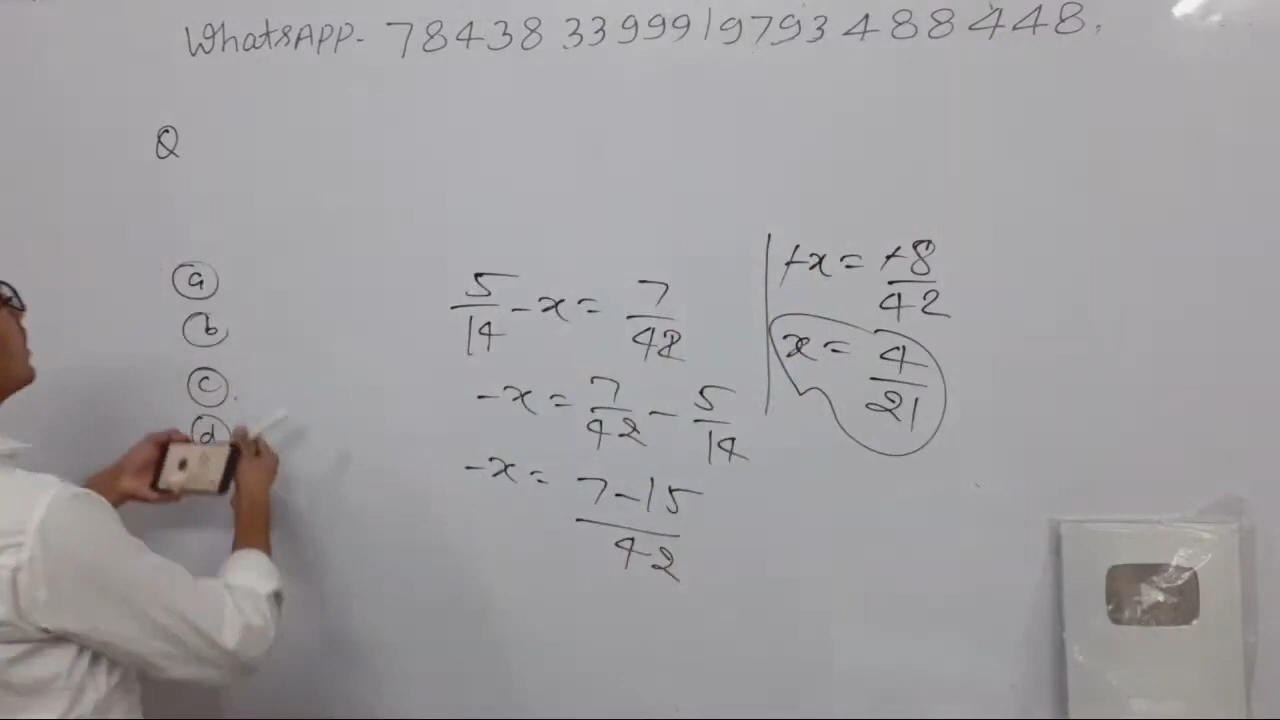 WhatsAPP- 7843833999/9793488448.
Q
a
b
c
d
5/14 - x = 7/42
-x = 7/42 - 5/14
-x = 7-15/42
+x = +8/42
x = 4/21